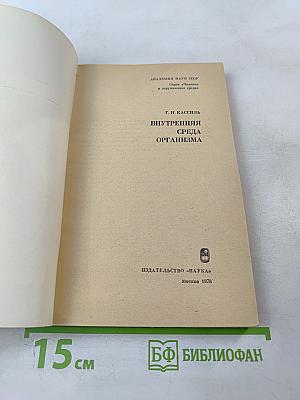 АКАДЕМИЯ НАУК СССР
Серия «Человек
и окружающая среда»
Г. Н. КАССИЛЬ
ВНУТРЕННЯЯ
СРЕДА
ОРГАНИЗМА
ИЗДАТЕЛЬСТВО «НАУКА»
Москва 1978
15 см
БФ БИБЛИОФАН